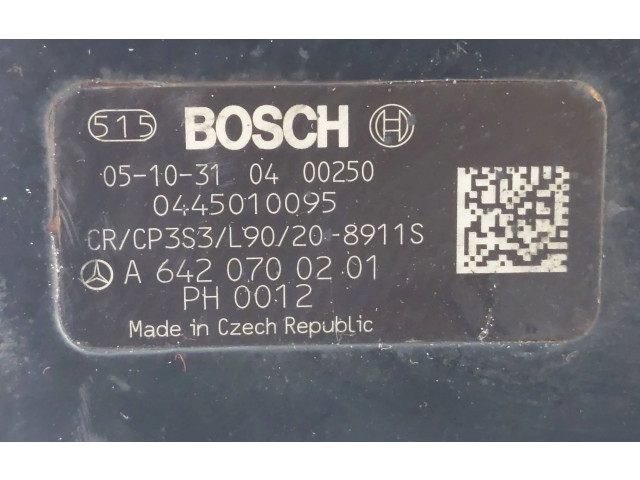 515 BOSCH
05-10-31 04 00250
0445010095
CR/CP3S3/L90/20-8911S
A 642 070 02 01
PH 0012
Made in Czech Republic